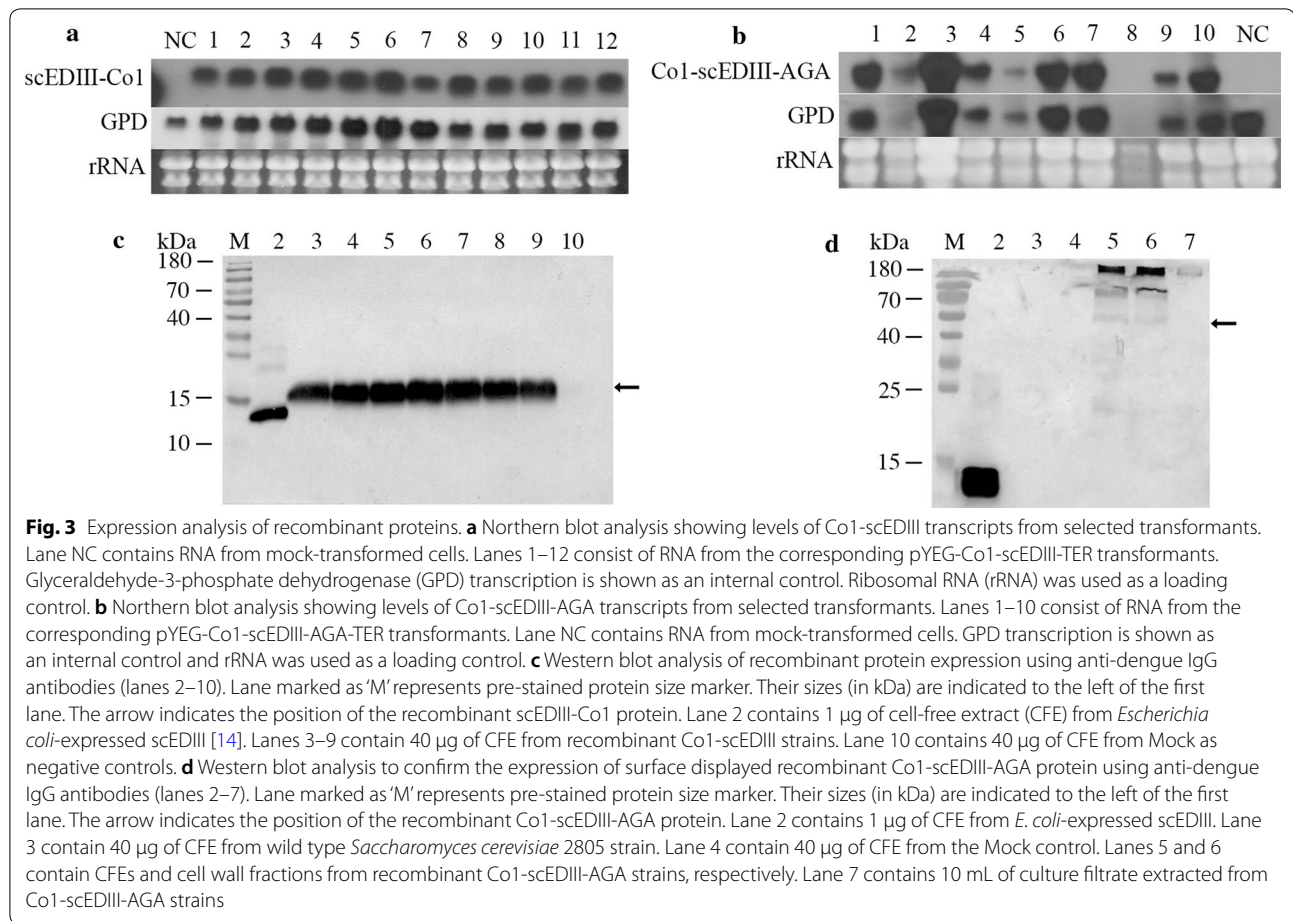 a
NC 1 2 3 4 5 6 7 8 9 10 11 12
scEDIII-Co1
GPD
rRNA
b
1 2 3 4 5 6 7 8 9 10 NC
Co1-scEDIII-AGA
GPD
rRNA
c kDa M 2 3 4 5 6 7 8 9 10
180
70
40
15
10
d kDa M 2 3 4 5 6 7
180
70
40
25
15
Fig. 3 Expression analysis of recombinant proteins. a Northern blot analysis showing levels of Co1-scEDIII transcripts from selected transformants.
Lane NC contains RNA from mock-transformed cells. Lanes 1–12 consist of RNA from the corresponding pYEG-Co1-scEDIII-TER transformants.
Glyceraldehyde-3-phosphate dehydrogenase (GPD) transcription is shown as an internal control. Ribosomal RNA (rRNA) was used as a loading
control. b Northern blot analysis showing levels of Co1-scEDIII-AGA transcripts from selected transformants. Lanes 1–10 consist of RNA from the
corresponding pYEG-Co1-scEDIII-AGA-TER transformants. Lane NC contains RNA from mock-transformed cells. GPD transcription is shown as
an internal control and rRNA was used as a loading control. c Western blot analysis of recombinant protein expression using anti-dengue IgG
antibodies (lanes 2–10). Lane marked as ‘M’ represents pre-stained protein size marker. Their sizes (in kDa) are indicated to the left of the first
lane. The arrow indicates the position of the recombinant scEDIII-Co1 protein. Lane 2 contains 1 µg of cell-free extract (CFE) from Escherichia
coli-expressed scEDIII [14]. Lanes 3–9 contain 40 µg of CFE from recombinant Co1-scEDIII strains. Lane 10 contains 40 µg of CFE from Mock as
negative controls. d Western blot analysis to confirm the expression of surface displayed recombinant Co1-scEDIII-AGA protein using anti-dengue
IgG antibodies (lanes 2–7). Lane marked as ‘M’ represents pre-stained protein size marker. Their sizes (in kDa) are indicated to the left of the first
lane. The arrow indicates the position of the recombinant Co1-scEDIII-AGA protein. Lane 2 contains 1 µg of CFE from E. coli-expressed scEDIII. Lane
3 contain 40 µg of CFE from wild type Saccharomyces cerevisiae 2805 strain. Lane 4 contain 40 µg of CFE from the Mock control. Lanes 5 and 6
contain CFEs and cell wall fractions from recombinant Co1-scEDIII-AGA strains, respectively. Lane 7 contains 10 mL of culture filtrate extracted from
Co1-scEDIII-AGA strains